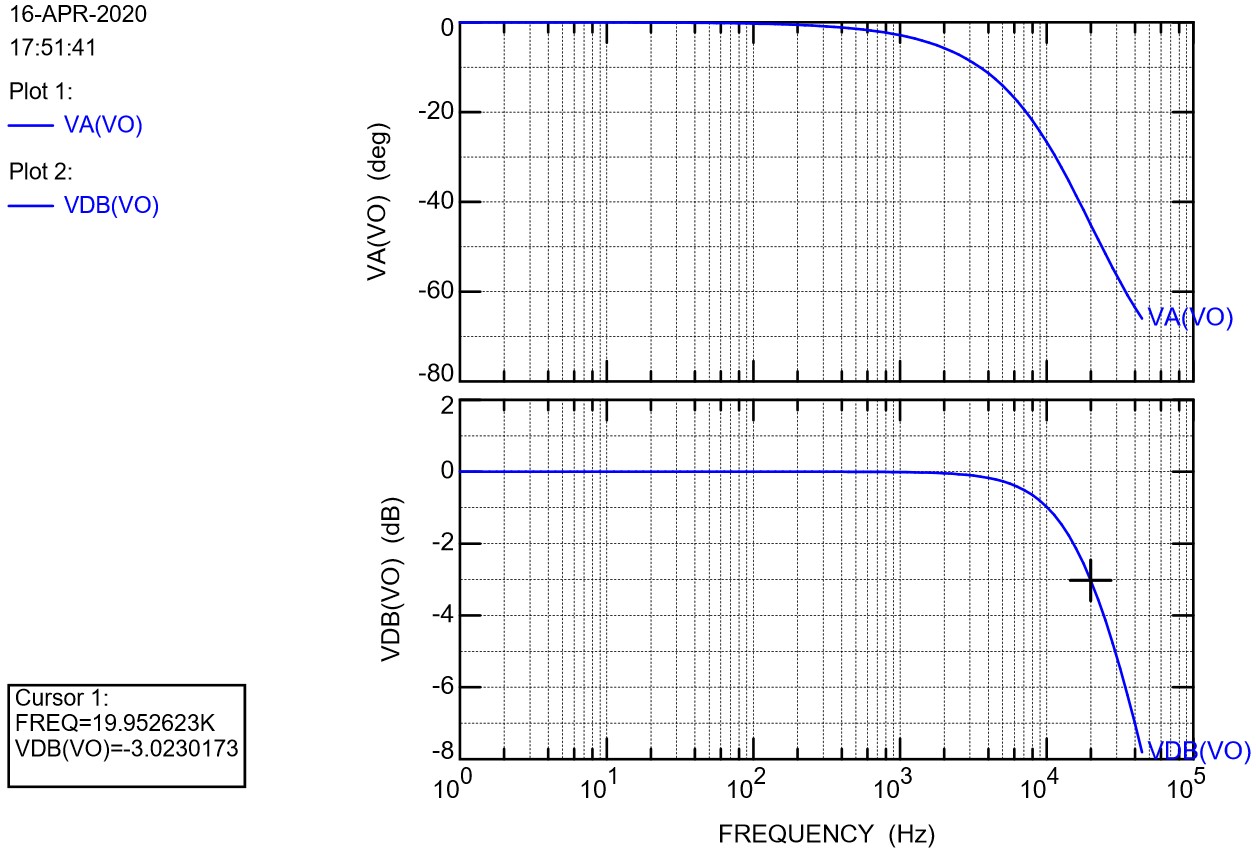 16-APR-2020
17:51:41
Plot 1:
VA(VO)
Plot 2:
VDB(VO)
VA(VO) (deg)
0
-20
-40
-60
-80
VA(VO)
VDB(VO) (dB)
2
0
-2
-4
-6
-8
VDB(VO)
10^0 10^1 10^2 10^3 10^4 10^5
FREQUENCY (Hz)
Cursor 1:
FREQ=19.952623K
VDB(VO)=-3.0230173